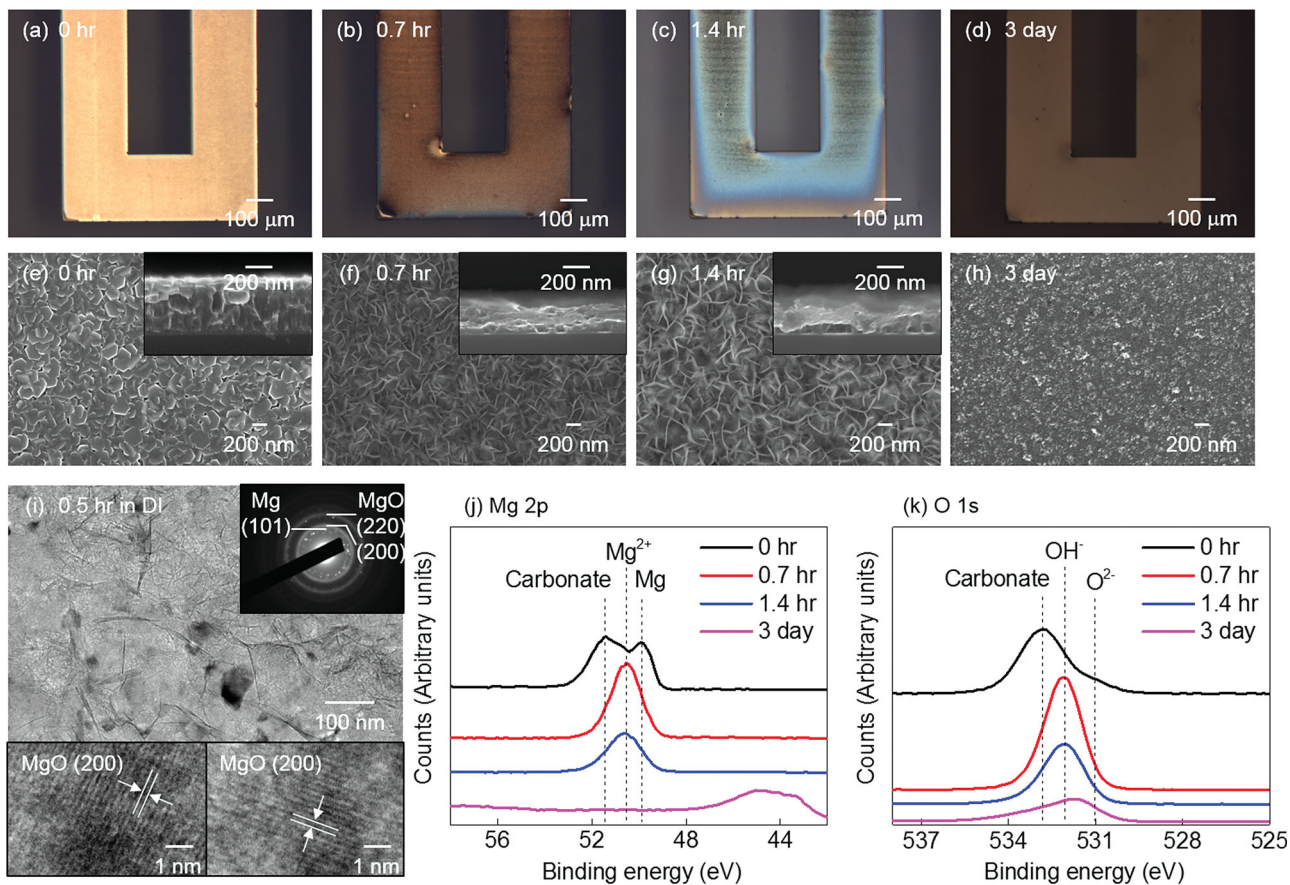 (a) 0 hr
100 μm
(b) 0.7 hr
100 μm
(c) 1.4 hr
100 μm
(d) 3 day
100 μm
(e) 0 hr
200 nm
200 nm
(f) 0.7 hr
200 nm
200 nm
(g) 1.4 hr
200 nm
200 nm
(h) 3 day
200 nm
(i) 0.5 hr in DI
Mg
(101)
MgO
(220)
(200)
100 nm
MgO (200)
1 nm
MgO (200)
1 nm
(j) Mg 2p
Mg²⁺
Carbonate
Mg
0 hr
0.7 hr
1.4 hr
3 day
Counts (Arbitrary units)
56 52 48 44
Binding energy (eV)
(k) O 1s
OH⁻
Carbonate
O²⁻
0 hr
0.7 hr
1.4 hr
3 day
Counts (Arbitrary units)
537 534 531 528 525
Binding energy (eV)